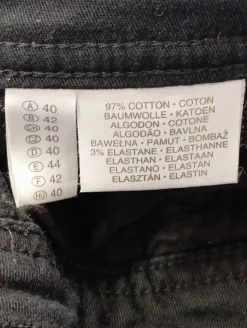 A 40
B 42
CH 40
CZ 40
D 40
E 44
F 42
HU 40
97% COTTON • COTON
BAUMWOLLE • KATOEN
ALGODON • COTONE
ALGODÃO • BAVLNA
BAWEŁNA • PAMUT • BOMBAŽ
3% ELASTANE • ELASTHANNE
ELASTHAN • ELASTAAN
ELASTANO • ELASTAN
ELASZTÁN • ELASTIN